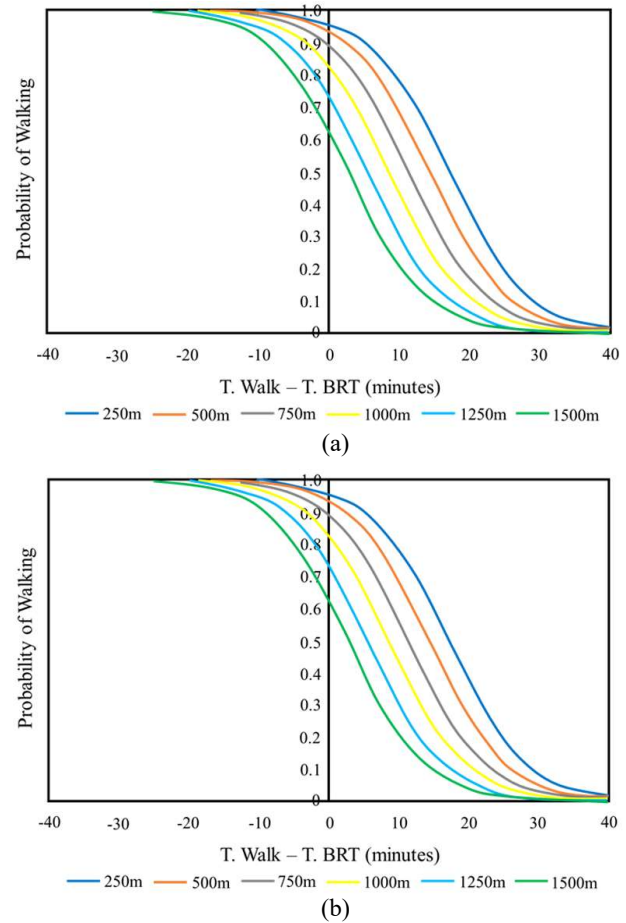 1.0
0.9
0.8
0.7
0.6
0.5
0.4
0.3
0.2
0.1
0
Probability of Walking
-40 -30 -20 -10 0 10 20 30 40
T. Walk – T. BRT (minutes)
250m 500m 750m 1000m 1250m 1500m
(a)
1.0
0.9
0.8
0.7
0.6
0.5
0.4
0.3
0.2
0.1
0
Probability of Walking
-40 -30 -20 -10 0 10 20 30 40
T. Walk – T. BRT (minutes)
250m 500m 750m 1000m 1250m 1500m
(b)